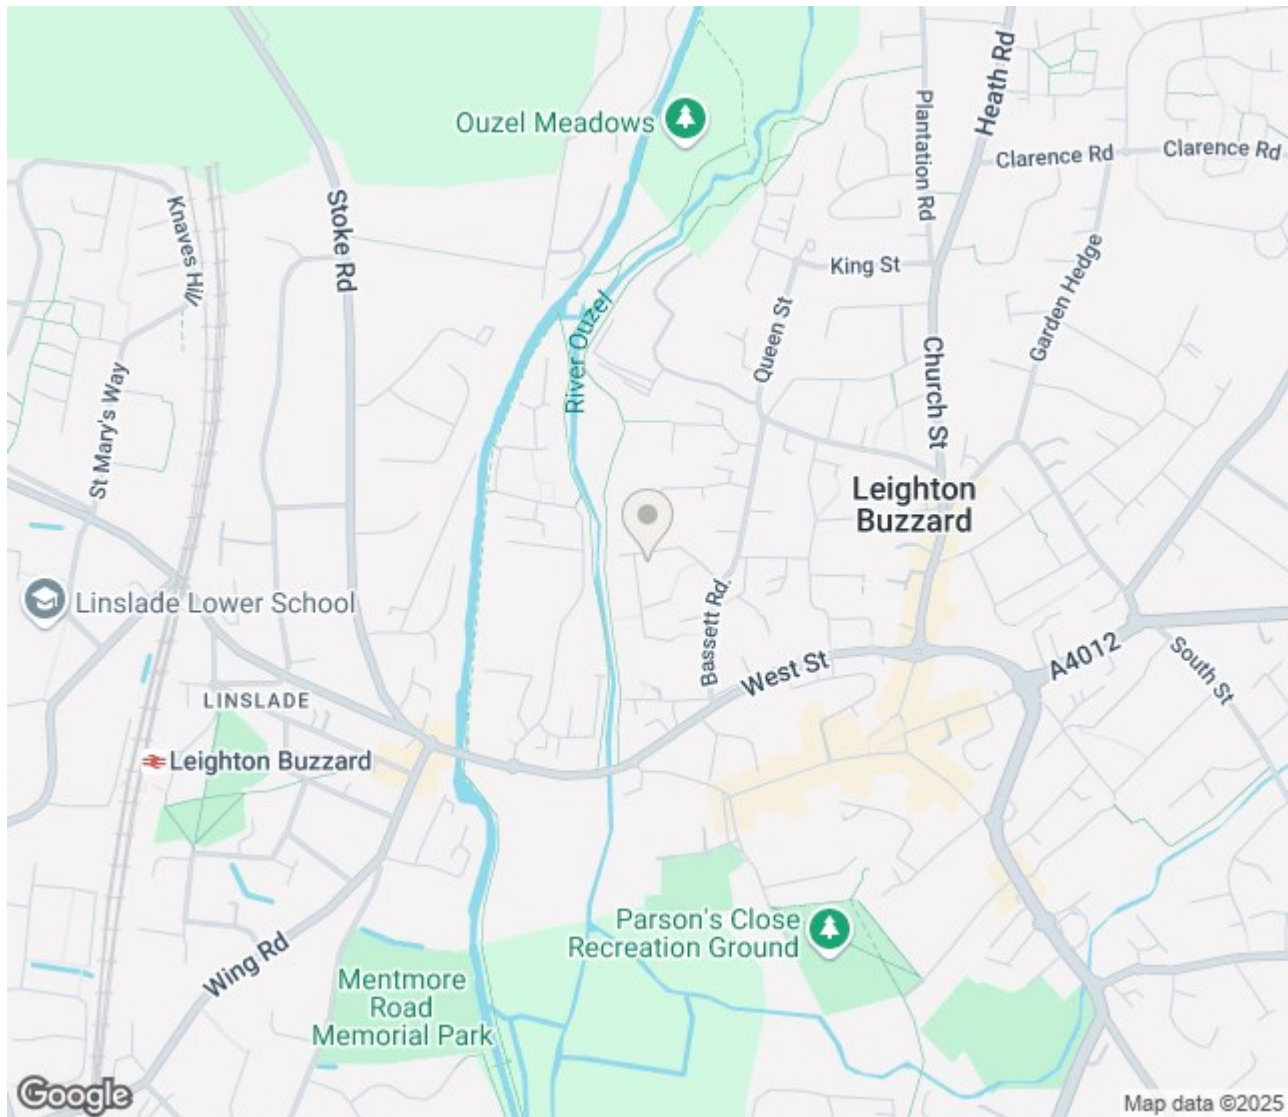 Ouzel Meadows
Plantation Rd
Heath Rd
Clarence Rd
Clarence Rd
Knaves Hill
Stoke Rd
King St
Garden Hedge
River Ouzel
Queen St
Church St
St Mary's Way
Leighton
Buzzard
Linslade Lower School
Bassett Rd.
West St
A4012
South St
LINSLADE
Leighton Buzzard
Parson's Close
Recreation Ground
Wing Rd
Mentmore
Road
Memorial Park
Google
Map data ©2025